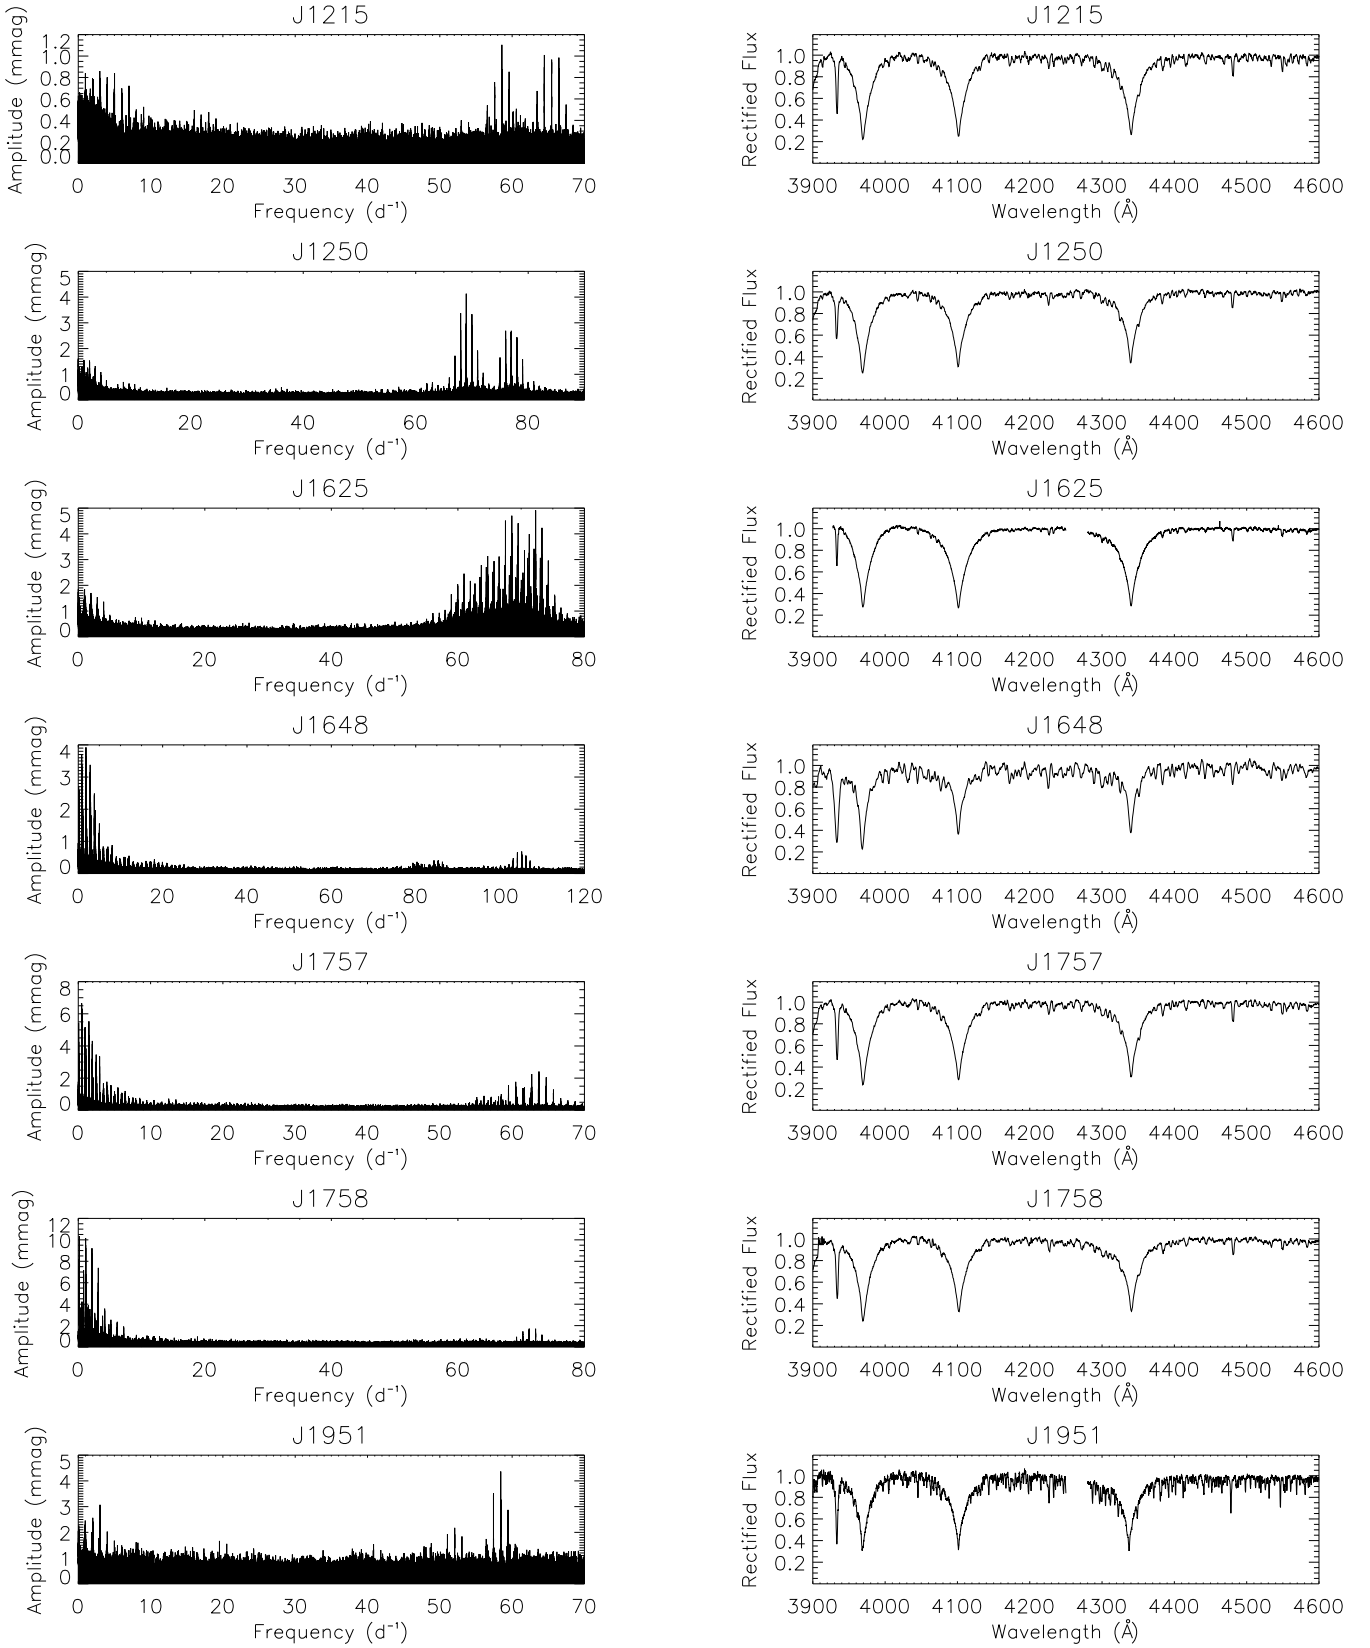 J1215
Amplitude (mmag)
1.2
1.0
0.8
0.6
0.4
0.2
0.0
0 10 20 30 40 50 60 70
Frequency (d⁻¹)
J1215
Rectified Flux
1.0
0.8
0.6
0.4
0.2
3900 4000 4100 4200 4300 4400 4500 4600
Wavelength (Å)
J1250
Amplitude (mmag)
5
4
3
2
1
0
0 20 40 60 80
Frequency (d⁻¹)
J1250
Rectified Flux
1.0
0.8
0.6
0.4
0.2
3900 4000 4100 4200 4300 4400 4500 4600
Wavelength (Å)
J1625
Amplitude (mmag)
5
4
3
2
1
0
0 20 40 60 80
Frequency (d⁻¹)
J1625
Rectified Flux
1.0
0.8
0.6
0.4
0.2
3900 4000 4100 4200 4300 4400 4500 4600
Wavelength (Å)
J1648
Amplitude (mmag)
4
3
2
1
0
0 20 40 60 80 100 120
Frequency (d⁻¹)
J1648
Rectified Flux
1.0
0.8
0.6
0.4
0.2
3900 4000 4100 4200 4300 4400 4500 4600
Wavelength (Å)
J1757
Amplitude (mmag)
8
6
4
2
0
0 10 20 30 40 50 60 70
Frequency (d⁻¹)
J1757
Rectified Flux
1.0
0.8
0.6
0.4
0.2
3900 4000 4100 4200 4300 4400 4500 4600
Wavelength (Å)
J1758
Amplitude (mmag)
12
10
8
6
4
2
0
0 20 40 60 80
Frequency (d⁻¹)
J1758
Rectified Flux
1.0
0.8
0.6
0.4
0.2
3900 4000 4100 4200 4300 4400 4500 4600
Wavelength (Å)
J1951
Amplitude (mmag)
5
4
3
2
1
0
0 10 20 30 40 50 60 70
Frequency (d⁻¹)
J1951
Rectified Flux
1.0
0.8
0.6
0.4
0.2
3900 4000 4100 4200 4300 4400 4500 4600
Wavelength (Å)